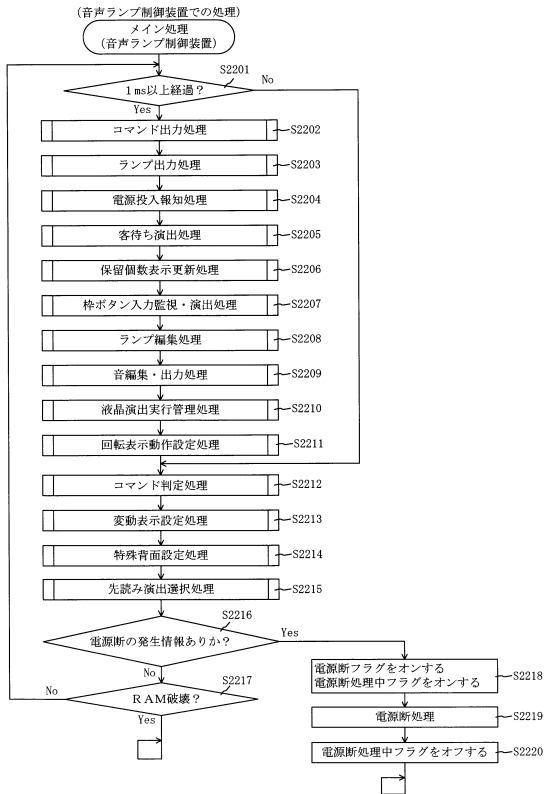 (音声ランプ制御装置での処理)
メイン処理
(音声ランプ制御装置)
S2201
1ms以上経過?
No
Yes
コマンド出力処理
S2202
ランプ出力処理
S2203
電源投入報知処理
S2204
客待ち演出処理
S2205
保留個数表示更新処理
S2206
枠ボタン入力監視・演出処理
S2207
ランプ編集処理
S2208
音編集・出力処理
S2209
液晶演出実行管理処理
S2210
回転表示動作設定処理
S2211
コマンド判定処理
S2212
変動表示設定処理
S2213
特殊背面設定処理
S2214
先読み演出選択処理
S2215
S2216
電源断の発生情報ありか?
Yes
No
S2217
RAM破壊?
No
Yes
電源断フラグをオンする
電源断処理中フラグをオンする
S2218
電源断処理
S2219
電源断処理中フラグをオフする
S2220